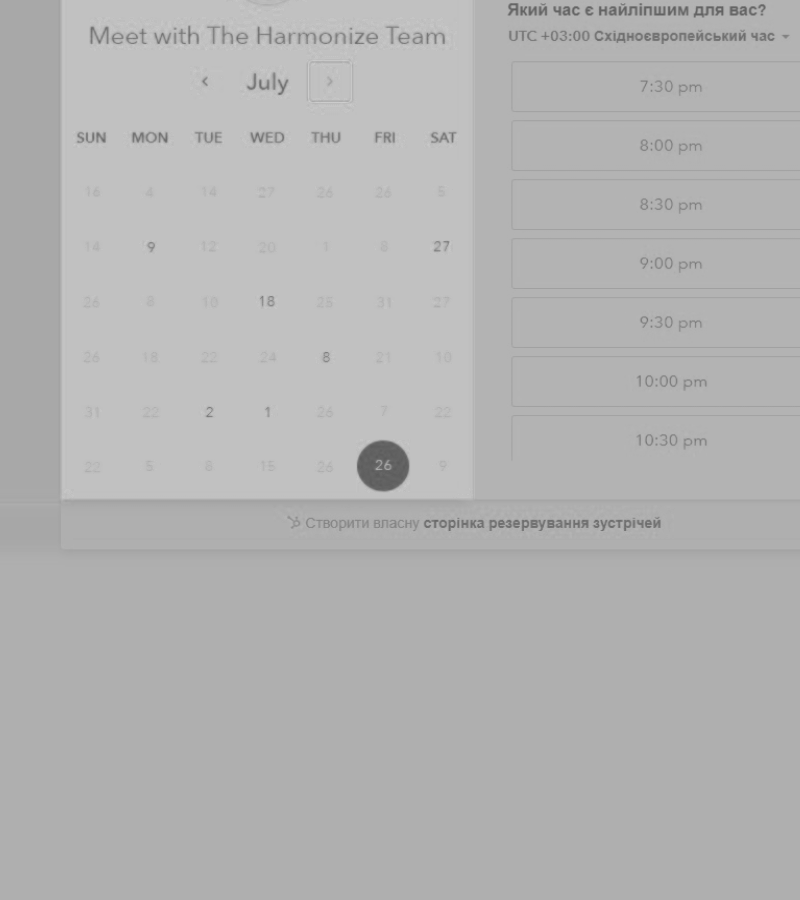 Meet with The Harmonize Team
July
SUN MON TUE WED THU FRI SAT
16 4 14 27 26 26 5
14 9 12 20 1 8 27
26 8 10 18 25 31 27
26 18 22 24 8 21 10
31 22 2 1 26 7 22
22 5 8 15 26 26 9
Який час є найліпшим для вас?
UTC +03:00 Східноєвропейський час
7:30 pm
8:00 pm
8:30 pm
9:00 pm
9:30 pm
10:00 pm
10:30 pm
Створити власну сторінка резервування зустрічей